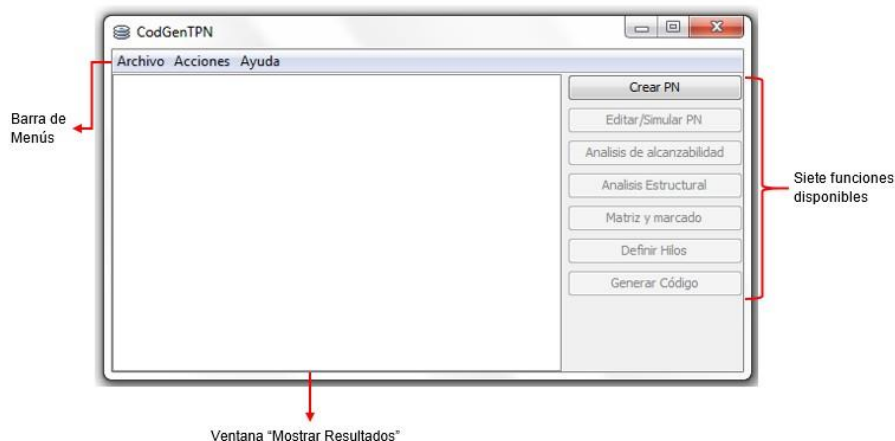 CodGenTPN
Archivo Acciones Ayuda
Crear PN
Editar/Simular PN
Analisis de alcanzabilidad
Analisis Estructural
Matriz y marcado
Definir Hilos
Generar Código
Barra de
Menús
Siete funciones
disponibles
Ventana “Mostrar Resultados”